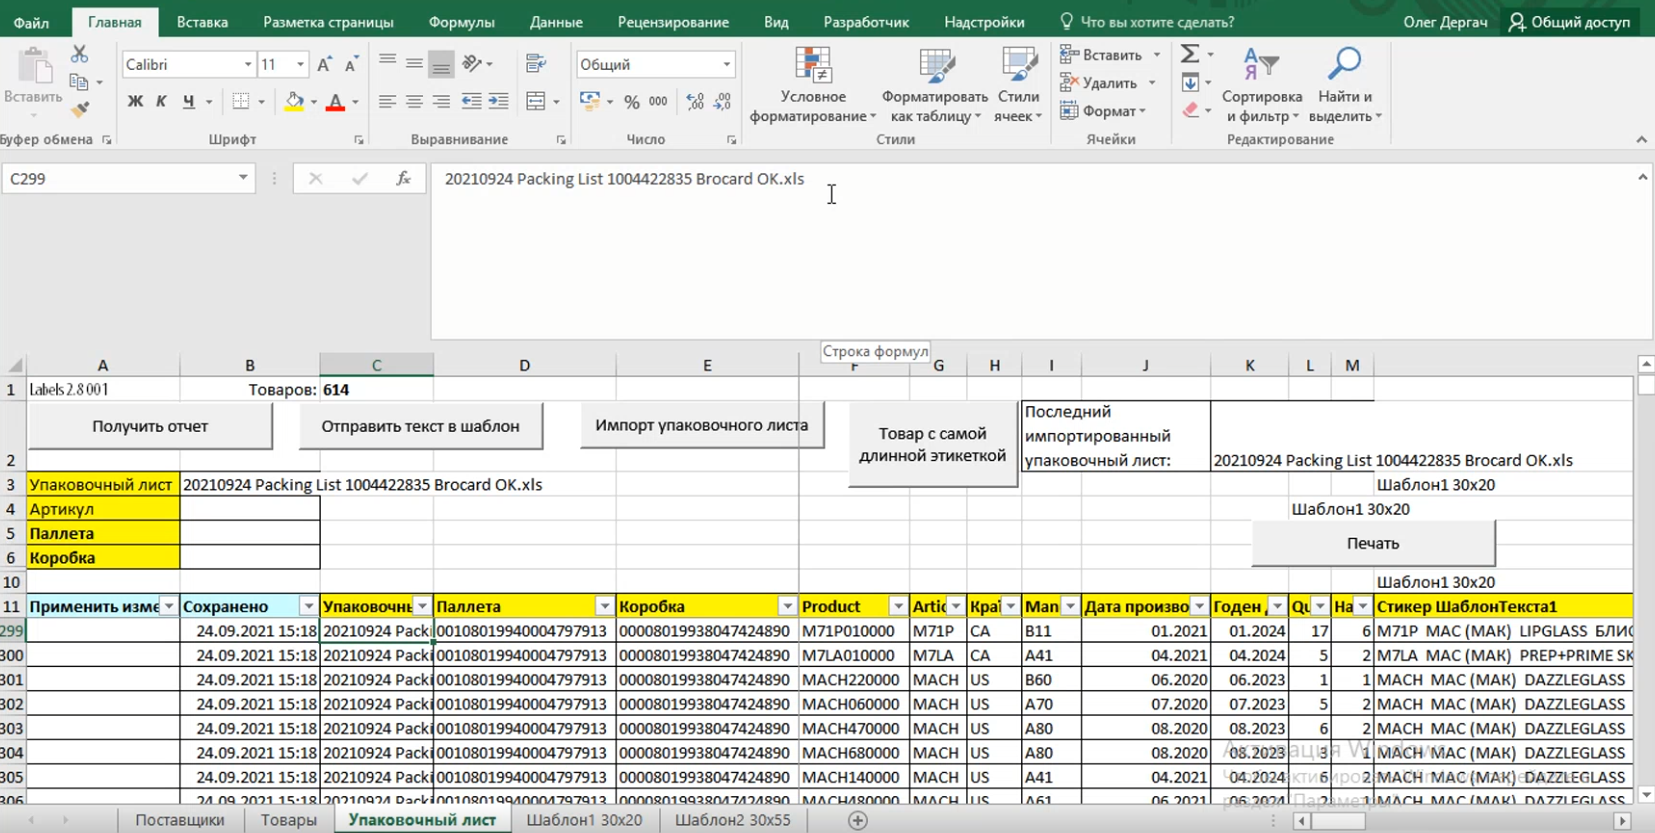 Файл Главная Вставка Разметка страницы Формулы Данные Рецензирование Вид Разработчик Надстройки Что вы хотите сделать? Олег Дергач Общий доступ
Вставить
Calibri 11
Ж К Ч
Общий
% 000
Условное форматирование
Форматировать как таблицу
Стили ячеек
Вставить
Удалить
Формат
Сортировка и фильтр
Найти и выделить
Буфер обмена Шрифт Выравнивание Число Стили Ячейки Редактирование
C299 fx 20210924 Packing List 1004422835 Brocard OK.xls
Строка формул
A B C D E F G H I J K L M
1 Labels 2.8 001 Товаров: 614
2 Получить отчет Отправить текст в шаблон Импорт упаковочного листа Товар с самой длинной этикеткой Последний импортированный упаковочный лист: 20210924 Packing List 1004422835 Brocard OK.xls
3 Упаковочный лист 20210924 Packing List 1004422835 Brocard OK.xls Шаблон1 30x20
4 Артикул Шаблон1 30x20
5 Паллета Печать
6 Коробка
10 Шаблон1 30x20
11 Применить изме Сохранено Упаковочнь Паллета Коробка Product Artic Краї Man Дата произво Годен Qu На Стикер ШаблонТекста1
299 24.09.2021 15:18 20210924 Packi 00108019940004797913 00008019938047424890 M71P010000 M71P CA B11 01.2021 01.2024 17 6 M71P MAC (МАК) LIPGLASS БЛИС
300 24.09.2021 15:18 20210924 Packi 00108019940004797913 00008019938047424890 M7LA010000 M7LA CA A41 04.2021 04.2024 5 2 M7LA MAC (МАК) PREP+PRIME SK
301 24.09.2021 15:18 20210924 Packi 00108019940004797913 00008019938047424890 MACH220000 MACH US B60 06.2020 06.2023 1 1 MACH MAC (МАК) DAZZLEGLASS
302 24.09.2021 15:18 20210924 Packi 00108019940004797913 00008019938047424890 MACH060000 MACH US A70 07.2020 07.2023 5 2 MACH MAC (МАК) DAZZLEGLASS
303 24.09.2021 15:18 20210924 Packi 00108019940004797913 00008019938047424890 MACH470000 MACH US A80 08.2020 08.2023 6 2 MACH MAC (МАК) DAZZLEGLASS
304 24.09.2021 15:18 20210924 Packi 00108019940004797913 00008019938047424890 MACH680000 MACH US A80 08.2020 08.2023 3 1 MACH MAC (МАК) DAZZLEGLASS
305 24.09.2021 15:18 20210924 Packi 00108019940004797913 00008019938047424890 MACH140000 MACH US A41 04.2021 04.2024 6 2 MACH MAC (МАК) DAZZLEGLASS
306 24.09.2021 15:18 20210924 Packi 00108019940004797913 00008019938047424890 MACH480000 MACH US A61 06.2021 06.2024 2 1 MACH MAC (МАК) DAZZLEGLASS
Активация Windows
"Параметры"
Поставщики Товары Упаковочный лист Шаблон1 30x20 Шаблон2 30x55